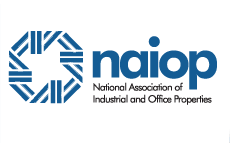 naiop
National Association of
Industrial and Office Properties